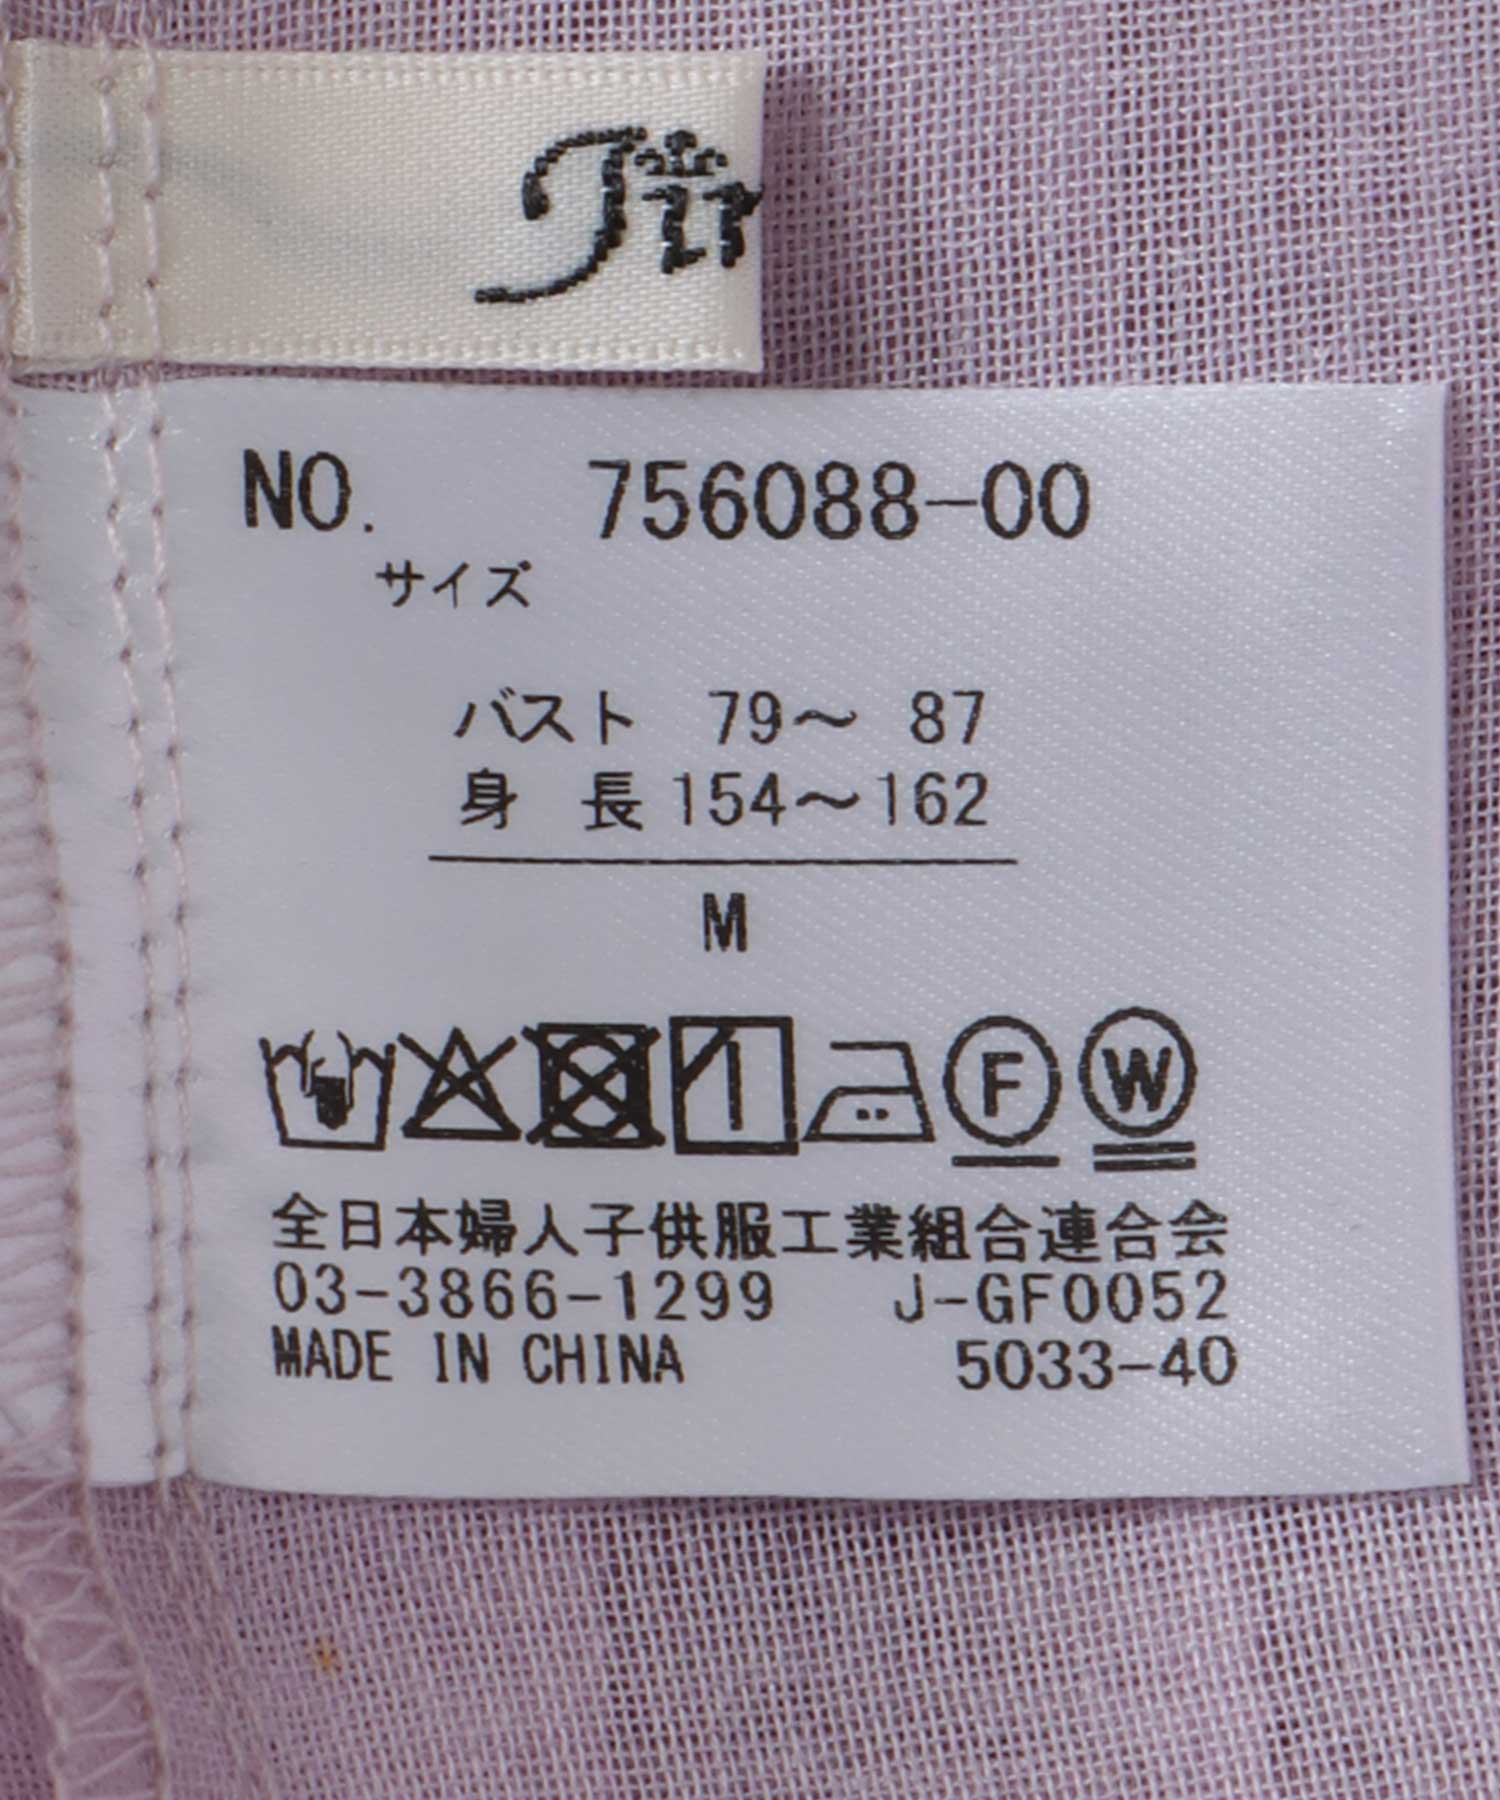 NO. 756088-00
サイズ
バスト 79～ 87
身 長 154～162
M
F W
全日本婦人子供服工業組合連合会
03-3866-1299 J-GF0052
MADE IN CHINA 5033-40